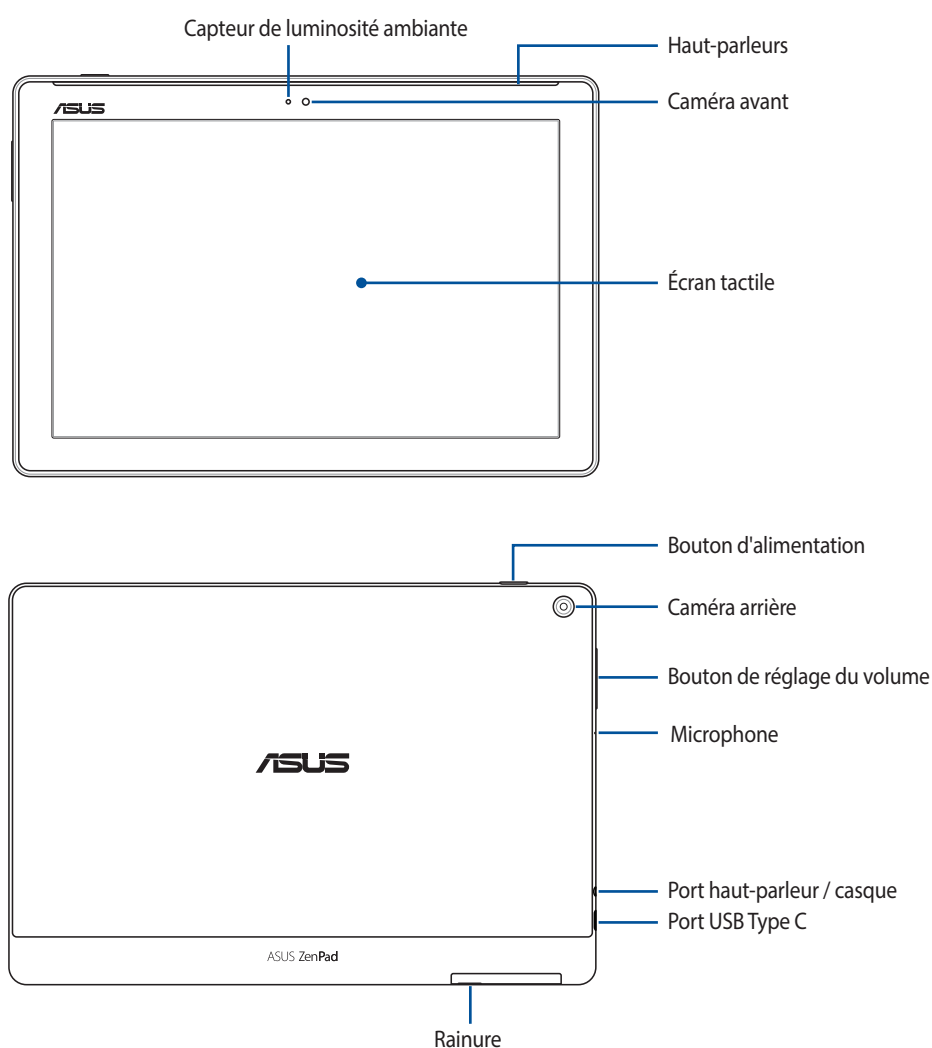 Capteur de luminosité ambiante
Haut-parleurs
Caméra avant
ASUS
Écran tactile
Bouton d'alimentation
Caméra arrière
Bouton de réglage du volume
Microphone
ASUS
Port haut-parleur / casque
Port USB Type C
ASUS ZenPad
Rainure